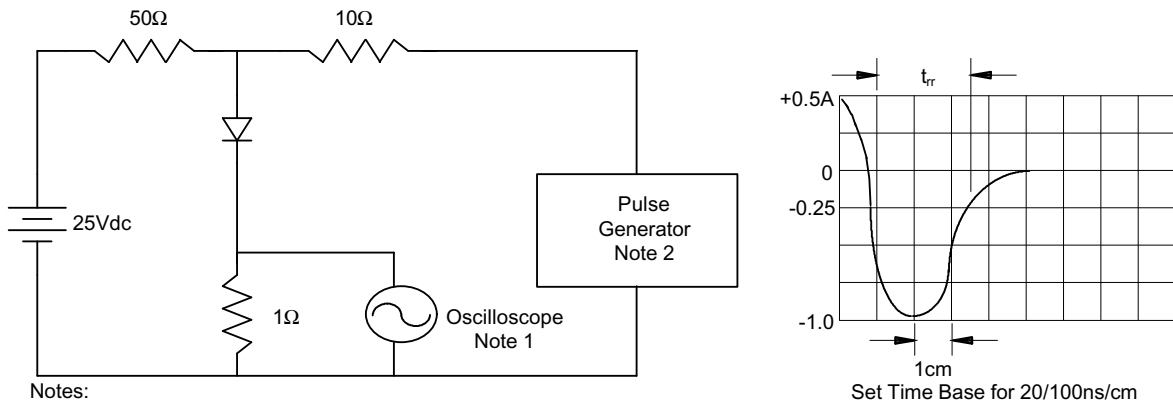 50Ω
10Ω
25Vdc
1Ω
Oscilloscope
Note 1
Pulse
Generator
Note 2
Notes:
trr
+0.5A
0
-0.25
-1.0
1cm
Set Time Base for 20/100ns/cm